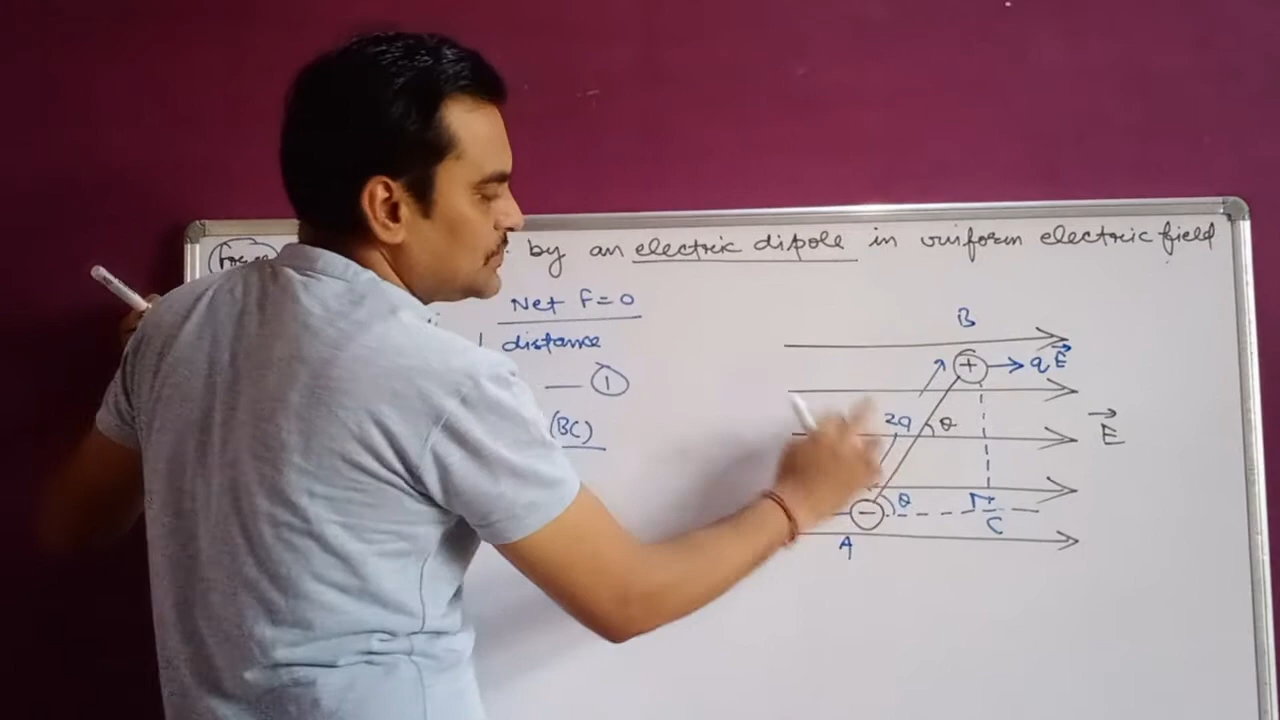 by an electric dipole in uniform electric field
Net F=0
distance
— ①
(BC)
B
+
qE⃗
2a
θ
E⃗
θ
−
C
A